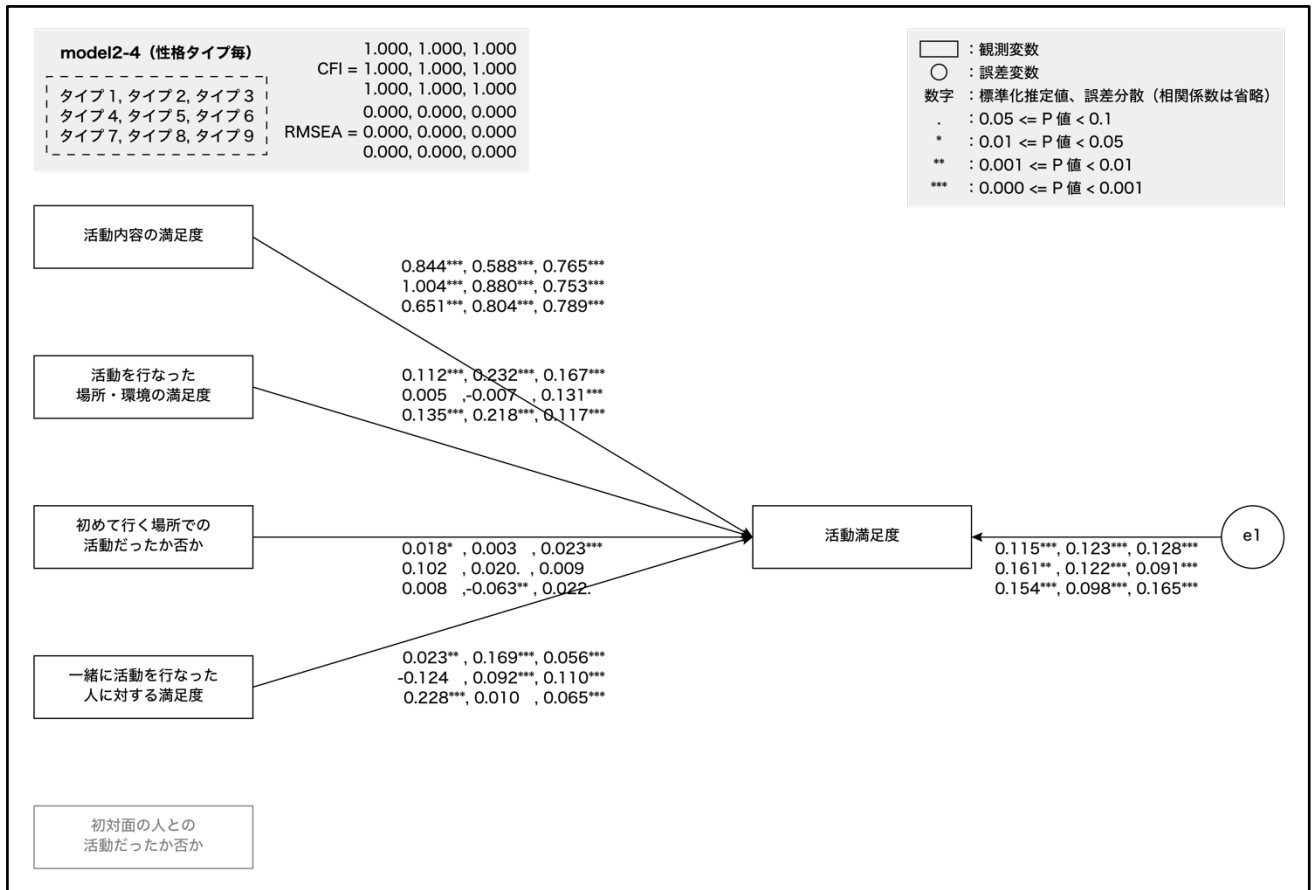 model2-4（性格タイプ毎）
タイプ 1, タイプ 2, タイプ 3
タイプ 4, タイプ 5, タイプ 6
タイプ 7, タイプ 8, タイプ 9
1.000, 1.000, 1.000
CFI = 1.000, 1.000, 1.000
1.000, 1.000, 1.000
0.000, 0.000, 0.000
RMSEA = 0.000, 0.000, 0.000
0.000, 0.000, 0.000
：観測変数
：誤差変数
数字 ：標準化推定値、誤差分散（相関係数は省略）
. ：0.05 <= P 値 < 0.1
* ：0.01 <= P 値 < 0.05
** ：0.001 <= P 値 < 0.01
*** ：0.000 <= P 値 < 0.001
活動内容の満足度
0.844***, 0.588***, 0.765***
1.004***, 0.880***, 0.753***
0.651***, 0.804***, 0.789***
活動を行なった
場所・環境の満足度
0.112***, 0.232***, 0.167***
0.005 ,-0.007 , 0.131***
0.135***, 0.218***, 0.117***
初めて行く場所での
活動だったか否か
0.018* , 0.003 , 0.023***
0.102 , 0.020. , 0.009
0.008 ,-0.063** , 0.022.
活動満足度
0.115***, 0.123***, 0.128***
0.161** , 0.122***, 0.091***
0.154***, 0.098***, 0.165***
e1
一緒に活動を行なった
人に対する満足度
0.023** , 0.169***, 0.056***
-0.124 , 0.092***, 0.110***
0.228***, 0.010 , 0.065***
初対面の人との
活動だったか否か